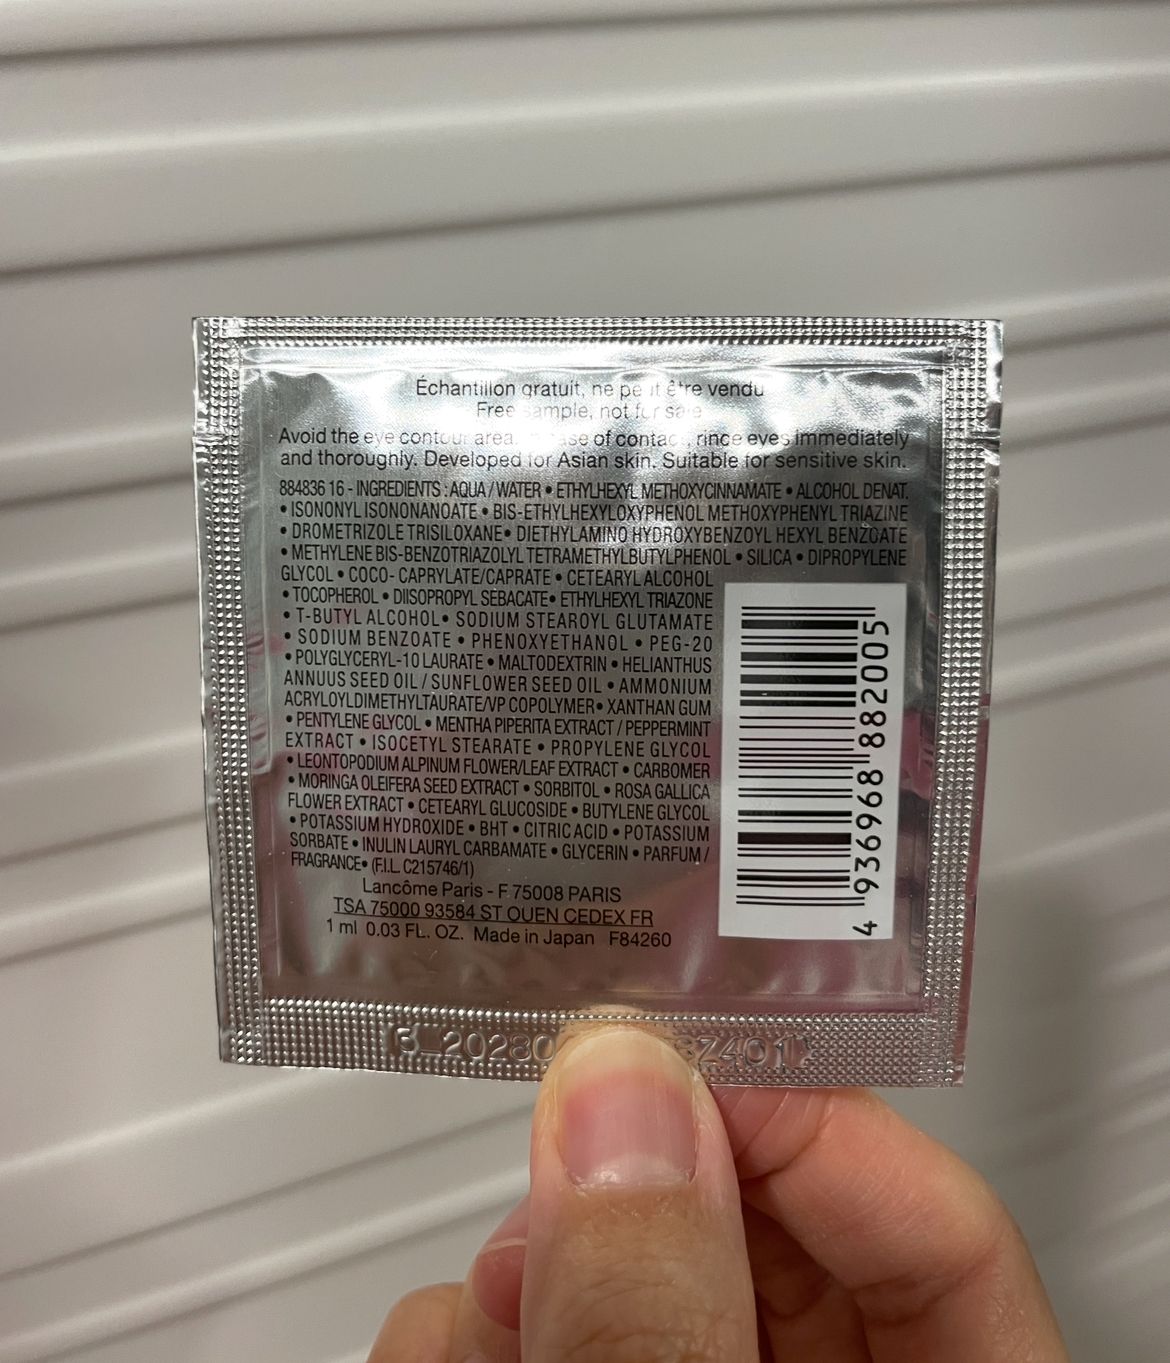 Échantillon gratuit, ne peut être vendu
Free sample, not for sale
Avoid the eye contour area. case of contact, rince eyes immediately
and thoroughly. Developed for Asian skin. Suitable for sensitive skin.
884836 16 - INGREDIENTS : AQUA / WATER • ETHYLHEXYL METHOXYCINNAMATE • ALCOHOL DENAT.
• ISONONYL ISONONANOATE • BIS-ETHYLHEXYLOXYPHENOL METHOXYPHENYL TRIAZINE
• DROMETRIZOLE TRISILOXANE • DIETHYLAMINO HYDROXYBENZOYL HEXYL BENZOATE
• METHYLENE BIS-BENZOTRIAZOLYL TETRAMETHYLBUTYLPHENOL • SILICA • DIPROPYLENE
GLYCOL • COCO- CAPRYLATE/CAPRATE • CETEARYL ALCOHOL
• TOCOPHEROL • DIISOPROPYL SEBACATE • ETHYLHEXYL TRIAZONE
• T-BUTYL ALCOHOL • SODIUM STEAROYL GLUTAMATE
• SODIUM BENZOATE • PHENOXYETHANOL • PEG-20
• POLYGLYCERYL-10 LAURATE • MALTODEXTRIN • HELIANTHUS
ANNUUS SEED OIL / SUNFLOWER SEED OIL • AMMONIUM
ACRYLOYLDIMETHYLTAURATE/VP COPOLYMER • XANTHAN GUM
• PENTYLENE GLYCOL • MENTHA PIPERITA EXTRACT / PEPPERMINT
EXTRACT • ISOCETYL STEARATE • PROPYLENE GLYCOL
• LEONTOPODIUM ALPINUM FLOWER/LEAF EXTRACT • CARBOMER
• MORINGA OLEIFERA SEED EXTRACT • SORBITOL • ROSA GALLICA
FLOWER EXTRACT • CETEARYL GLUCOSIDE • BUTYLENE GLYCOL
• POTASSIUM HYDROXIDE • BHT • CITRIC ACID • POTASSIUM
SORBATE • INULIN LAURYL CARBAMATE • GLYCERIN • PARFUM /
FRAGRANCE • (F.I.L. C215746/1)
Lancôme Paris - F 75008 PARIS
TSA 75000 93584 ST OUEN CEDEX FR
1 ml 0.03 FL. OZ. Made in Japan F84260
4 936968 882005